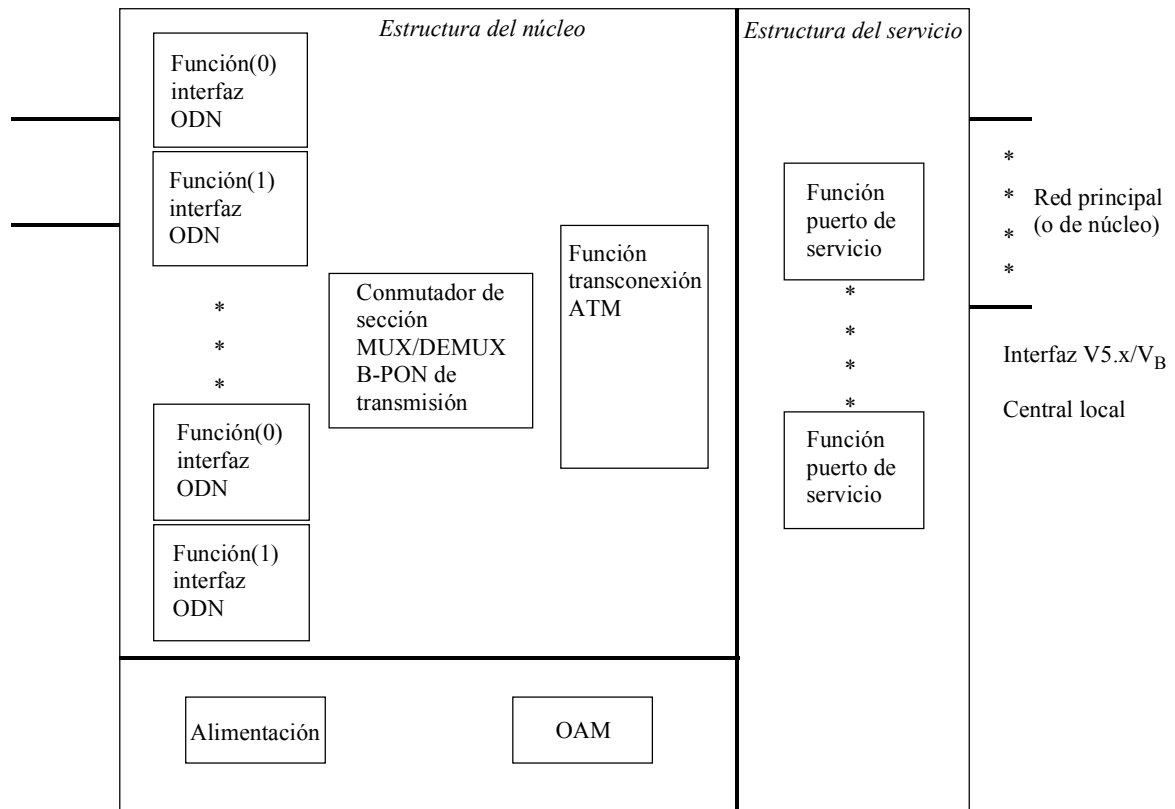 Estructura del núcleo
Estructura del servicio
Función(0)
interfaz
ODN
Función(1)
interfaz
ODN
*
*
*
Función(0)
interfaz
ODN
Función(1)
interfaz
ODN
Conmutador de
sección
MUX/DEMUX
B-PON de
transmisión
Función
transconexión
ATM
Función
puerto de
servicio
*
*
*
*
Función
puerto de
servicio
*
*
*
*
Red principal
(o de núcleo)
Interfaz V5.x/V_B
Central local
Alimentación
OAM